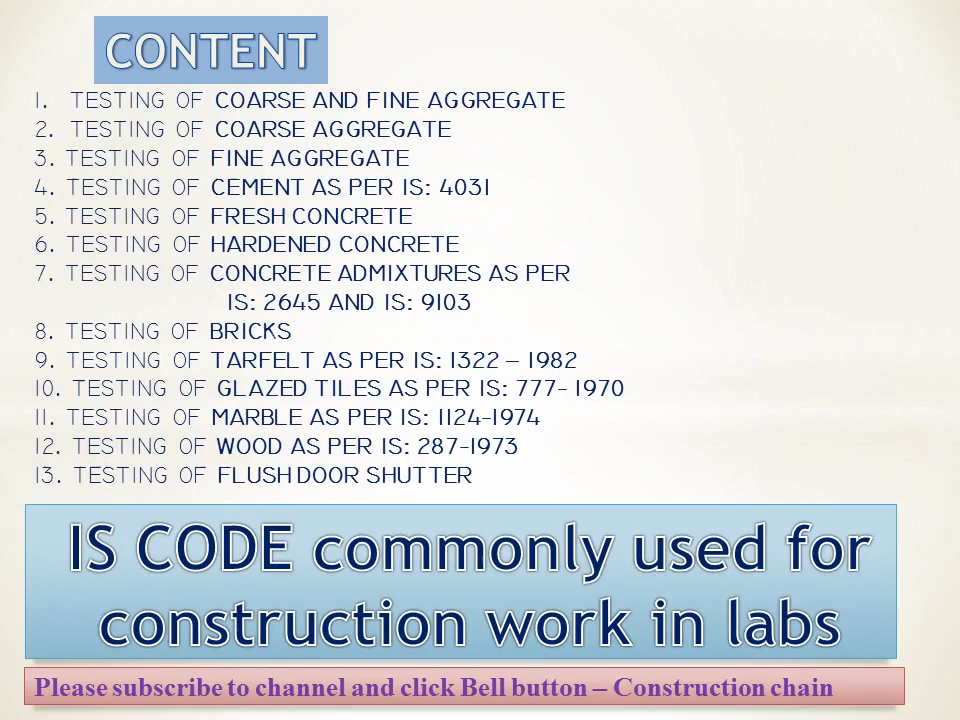 CONTENT
1. TESTING OF COARSE AND FINE AGGREGATE
2. TESTING OF COARSE AGGREGATE
3. TESTING OF FINE AGGREGATE
4. TESTING OF CEMENT AS PER IS: 4031
5. TESTING OF FRESH CONCRETE
6. TESTING OF HARDENED CONCRETE
7. TESTING OF CONCRETE ADMIXTURES AS PER
IS: 2645 AND IS: 9103
8. TESTING OF BRICKS
9. TESTING OF TARFELT AS PER IS: 1322 – 1982
10. TESTING OF GLAZED TILES AS PER IS: 777- 1970
11. TESTING OF MARBLE AS PER IS: 1124-1974
12. TESTING OF WOOD AS PER IS: 287-1973
13. TESTING OF FLUSH DOOR SHUTTER
IS CODE commonly used for
construction work in labs
Please subscribe to channel and click Bell button – Construction chain